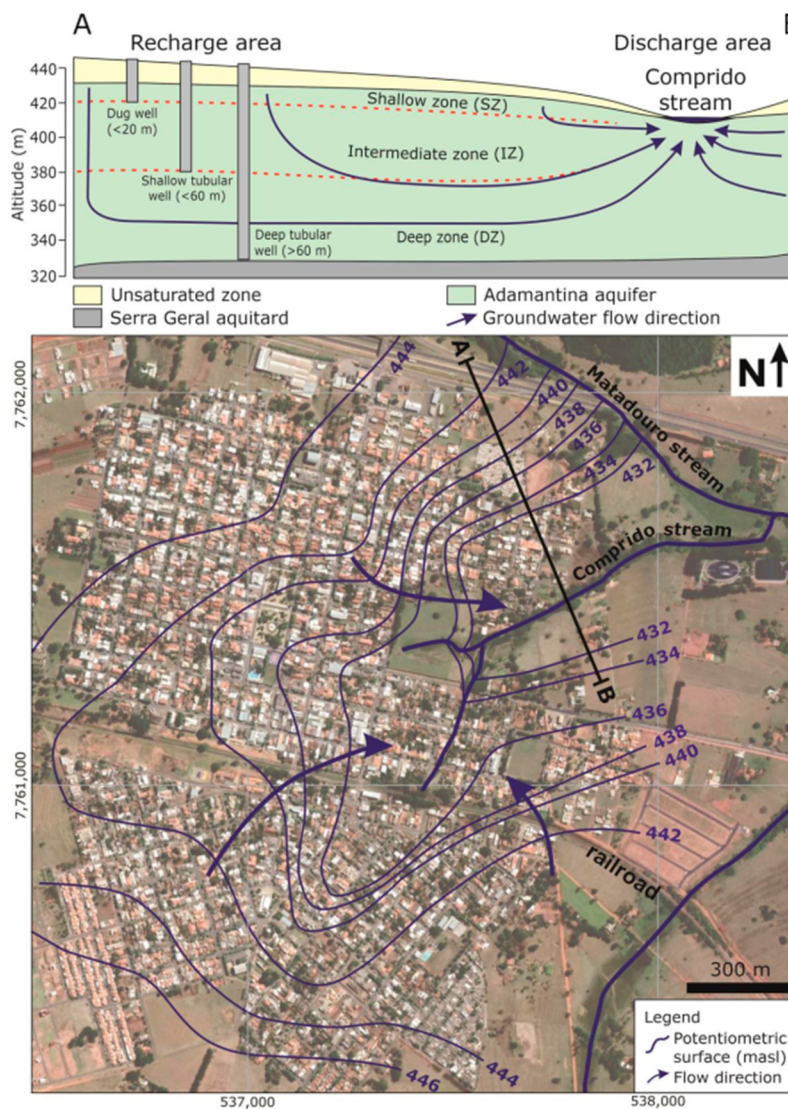 A
Recharge area
Discharge area
Comprido
stream
440
420
400
380
360
340
320
Altitude (m)
Shallow zone (SZ)
Dug well
(<20 m)
Intermediate zone (IZ)
Shallow tubular
well (<60 m)
Deep tubular
well (>60 m)
Deep zone (DZ)
Unsaturated zone
Adamantina aquifer
Serra Geral aquitard
Groundwater flow direction
7,762,000
7,761,000
444
442
440
438
436
434
432
A
N
Matadouro stream
Comprido stream
432
434
B
436
438
440
442
railroad
300 m
444
446
Legend
Potentiometric
surface (masl)
Flow direction
537,000
538,000